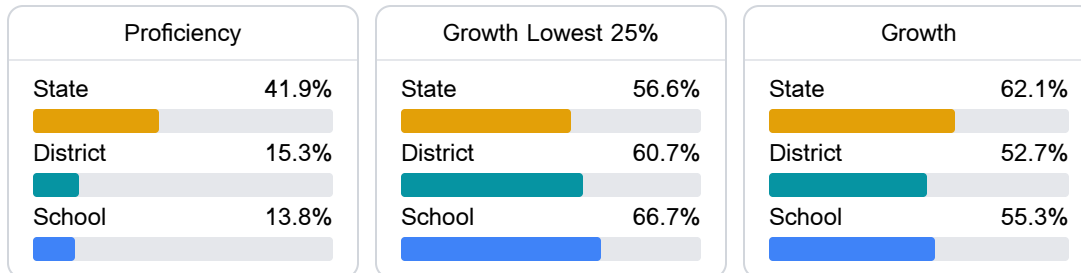 Proficiency
State 41.9%
District 15.3%
School 13.8%
Growth Lowest 25%
State 56.6%
District 60.7%
School 66.7%
Growth
State 62.1%
District 52.7%
School 55.3%